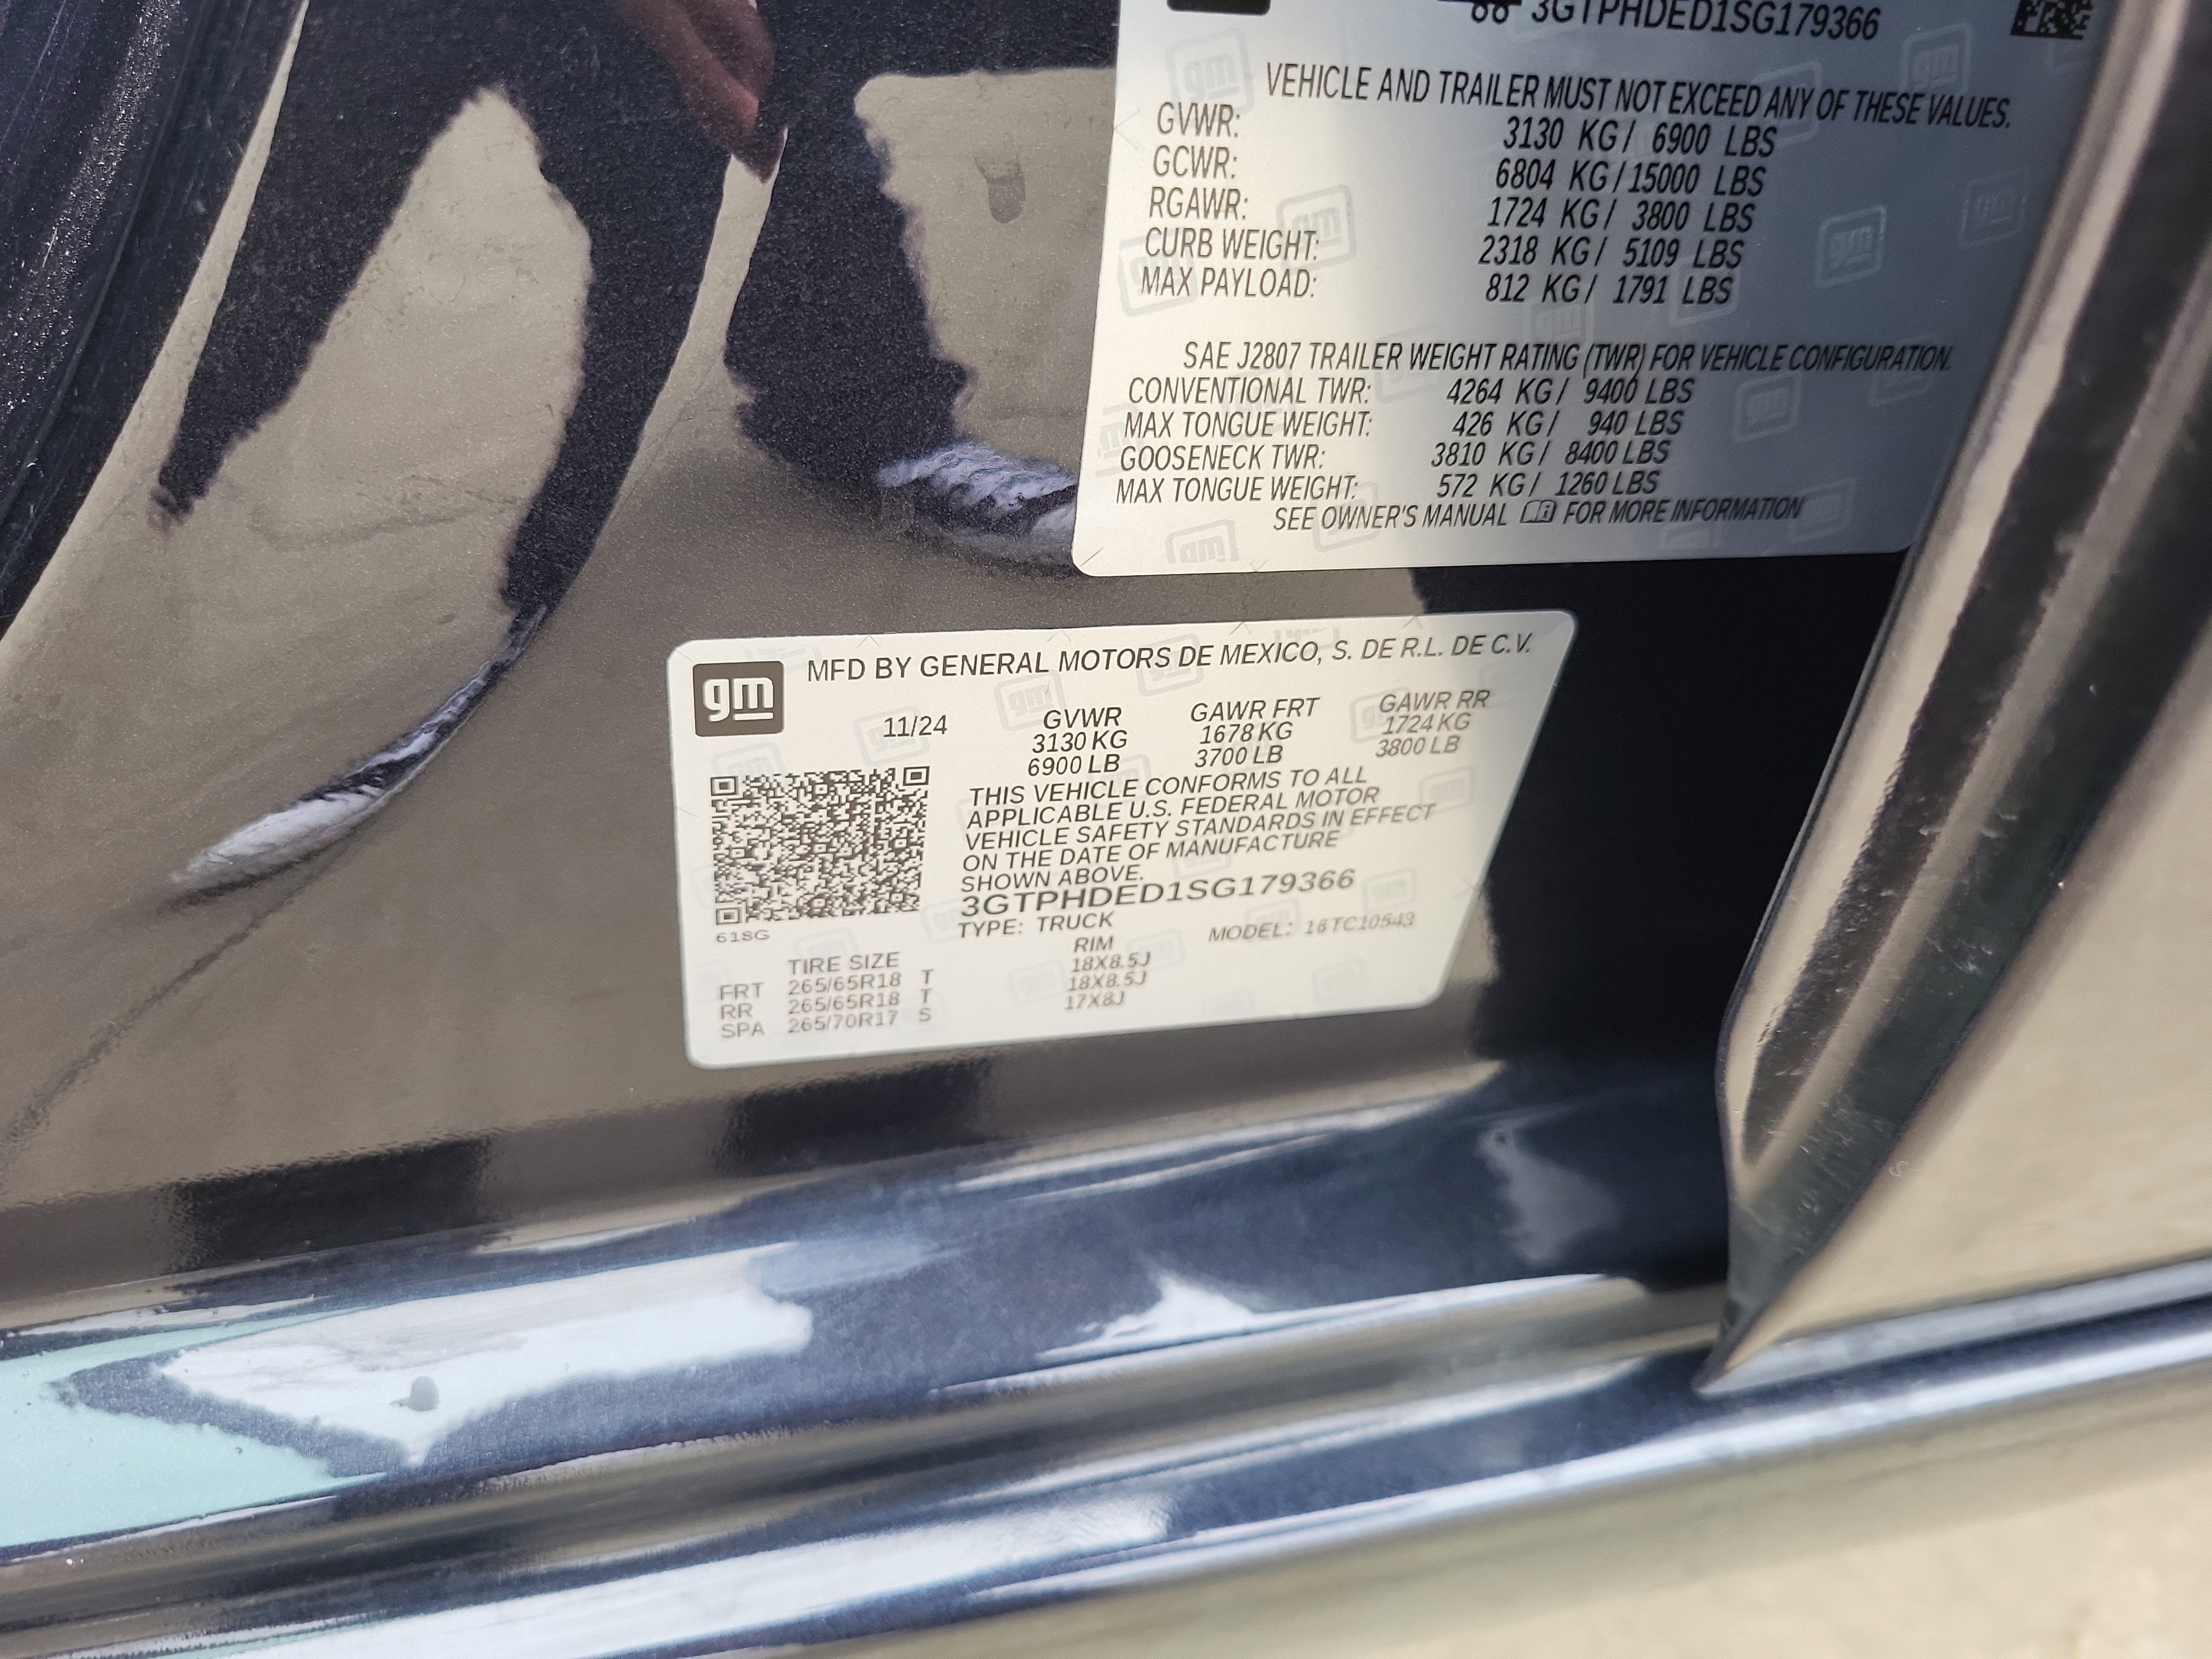 3GTPHDED1SG179366
VEHICLE AND TRAILER MUST NOT EXCEED ANY OF THESE VALUES.
GVWR: 3130 KG/ 6900 LBS
GCWR: 6804 KG/15000 LBS
RGAWR: 1724 KG/ 3800 LBS
CURB WEIGHT: 2318 KG/ 5109 LBS
MAX PAYLOAD: 812 KG/ 1791 LBS
SAE J2807 TRAILER WEIGHT RATING (TWR) FOR VEHICLE CONFIGURATION.
CONVENTIONAL TWR: 4264 KG/ 9400 LBS
MAX TONGUE WEIGHT: 426 KG/ 940 LBS
GOOSENECK TWR: 3810 KG/ 8400 LBS
MAX TONGUE WEIGHT: 572 KG/ 1260 LBS
SEE OWNER'S MANUAL FOR MORE INFORMATION
gm MFD BY GENERAL MOTORS DE MEXICO, S. DE R.L. DE C.V.
11/24 GVWR GAWR FRT GAWR RR
3130 KG 1678 KG 1724 KG
6900 LB 3700 LB 3800 LB
THIS VEHICLE CONFORMS TO ALL
APPLICABLE U.S. FEDERAL MOTOR
VEHICLE SAFETY STANDARDS IN EFFECT
ON THE DATE OF MANUFACTURE
SHOWN ABOVE.
3GTPHDED1SG179366
618G TYPE: TRUCK MODEL: 18TC10543
TIRE SIZE RIM
FRT 265/65R18 T 18X8.5J
RR 265/65R18 T 18X8.5J
SPA 265/70R17 S 17X8J